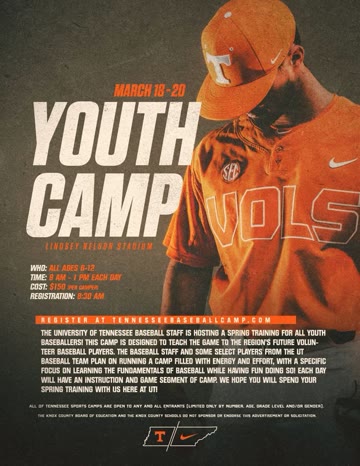 T
MARCH 18-20
YOUTH
CAMP
LINDSEY NELSON STADIUM
SEC
VOLS
WHO: ALL AGES 6-12
TIME: 9 AM - 1 PM EACH DAY
COST: $150 PER CAMPER
REGISTRATION: 8:30 AM
REGISTER AT TENNESSEEBASEBALLCAMP.COM
THE UNIVERSITY OF TENNESSEE BASEBALL STAFF IS HOSTING A SPRING TRAINING FOR ALL YOUTH
BASEBALLERS! THIS CAMP IS DESIGNED TO TEACH THE GAME TO THE REGION'S FUTURE VOLUN-
TEER BASEBALL PLAYERS. THE BASEBALL STAFF AND SOME SELECT PLAYERS FROM THE UT
BASEBALL TEAM PLAN ON RUNNING A CAMP FILLED WITH ENERGY AND EFFORT, WITH A SPECIFIC
FOCUS ON LEARNING THE FUNDAMENTALS OF BASEBALL WHILE HAVING FUN DOING SO! EACH DAY
WILL HAVE AN INSTRUCTION AND GAME SEGMENT OF CAMP. WE HOPE YOU WILL SPEND YOUR
SPRING TRAINING WITH US HERE AT UT!
ALL OF TENNESSEE SPORTS CAMPS ARE OPEN TO ANY AND ALL ENTRANTS (LIMITED ONLY BY NUMBER, AGE, GRADE LEVEL AND/OR GENDER).
THE KNOX COUNTY BOARD OF EDUCATION AND THE KNOX COUNTY SCHOOLS DO NOT SPONSOR OR ENDORSE THIS ADVERTISEMENT OR SOLICITATION.
T